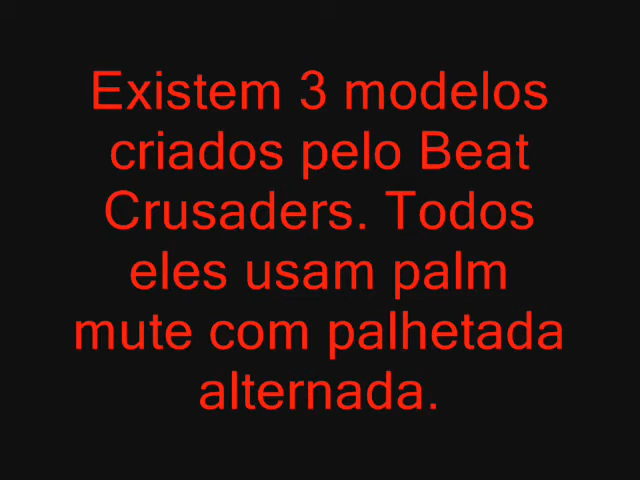 Existem 3 modelos
criados pelo Beat
Crusaders. Todos
eles usam palm
mute com palhetada
alternada.